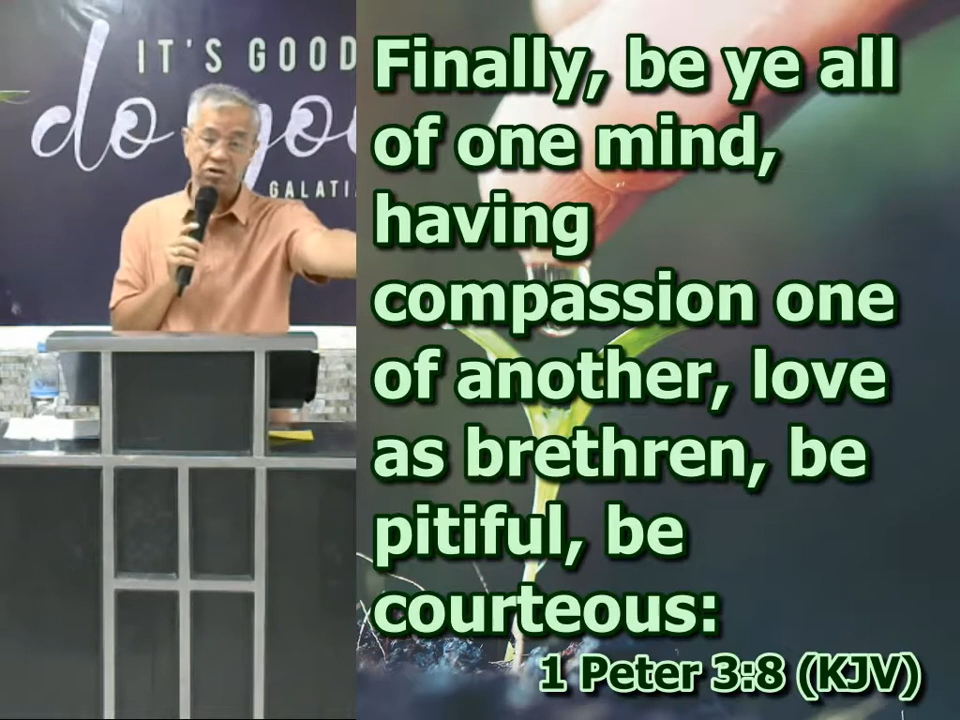 IT'S GOOD
do
GALATI
Finally, be ye all
of one mind,
having
compassion one
of another, love
as brethren, be
pitiful, be
courteous:
1 Peter 3:8 (KJV)